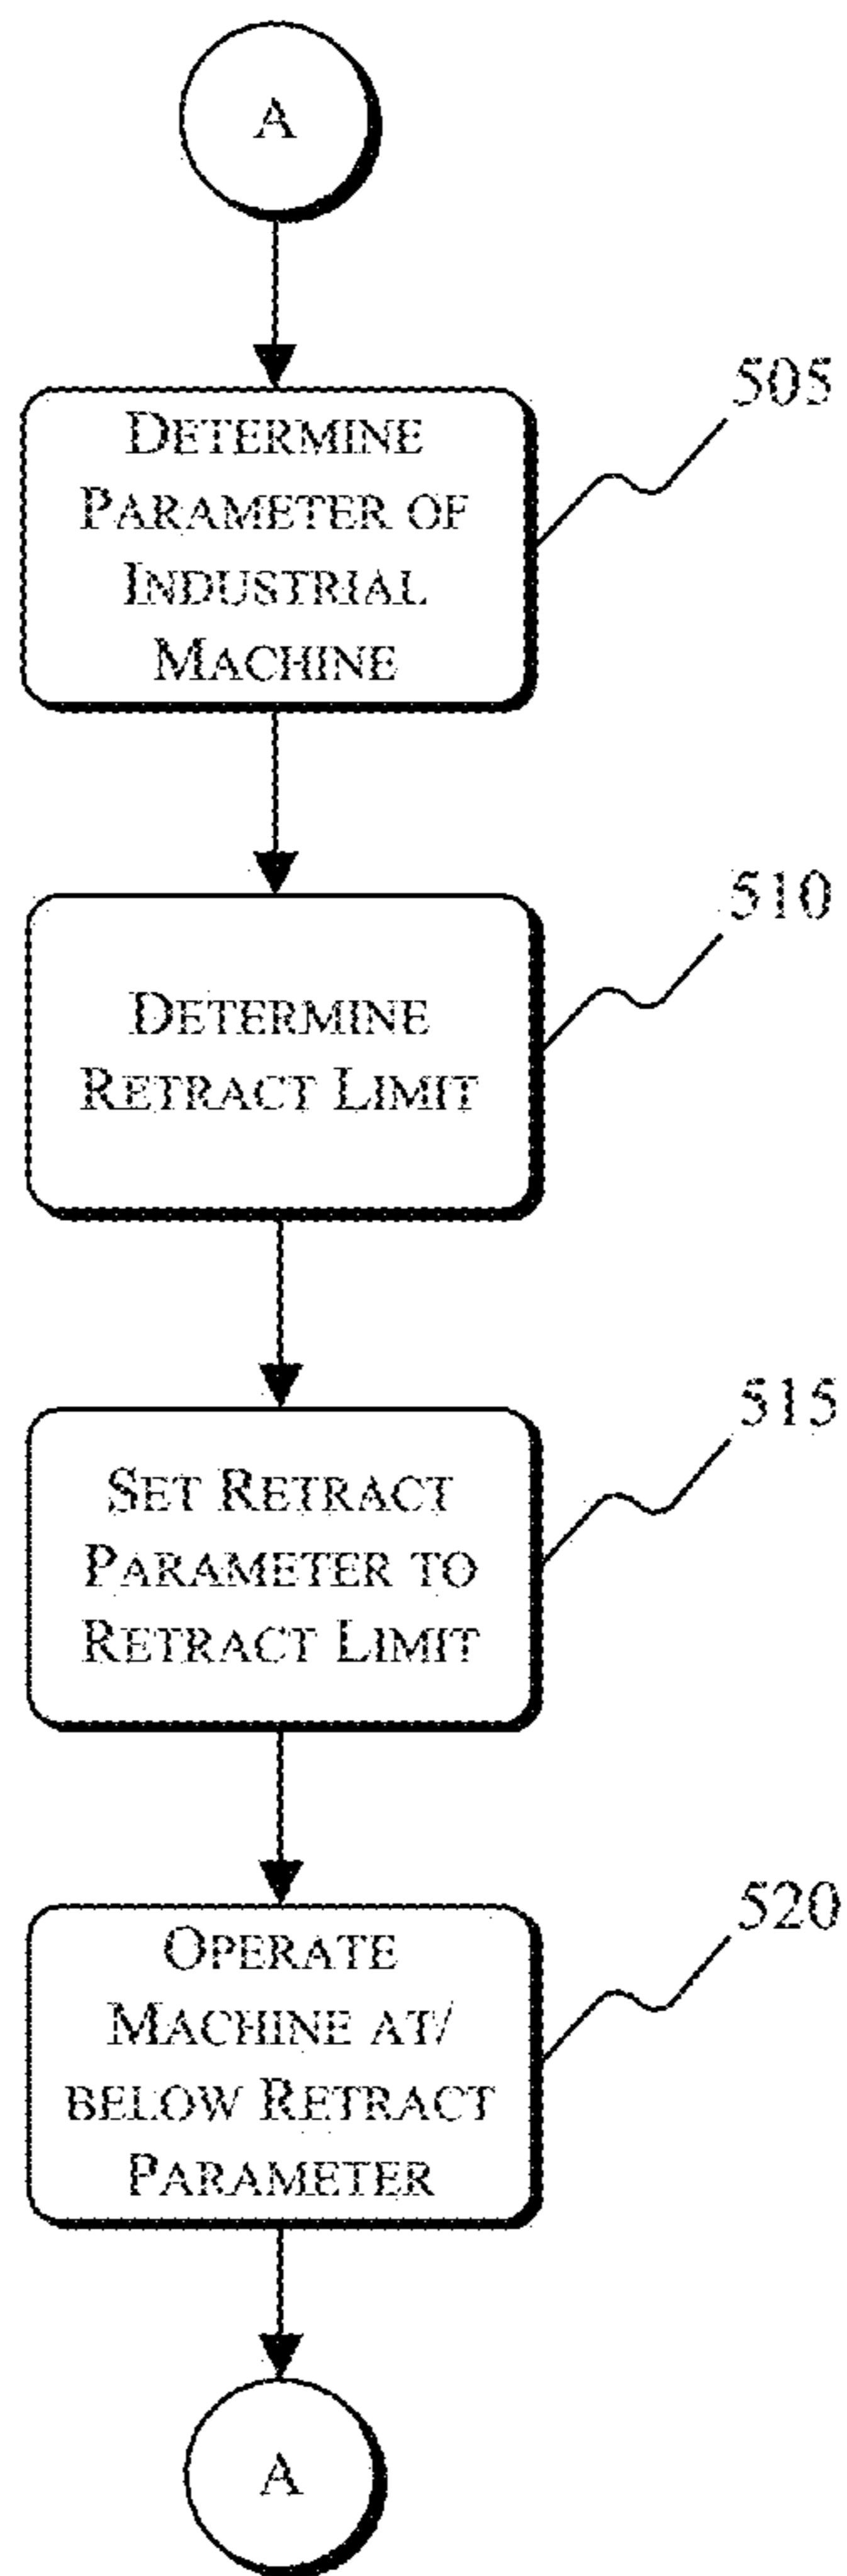 A
505
DETERMINE
PARAMETER OF
INDUSTRIAL
MACHINE
510
DETERMINE
RETRACT LIMIT
515
SET RETRACT
PARAMETER TO
RETRACT LIMIT
520
OPERATE
MACHINE AT/
BELOW RETRACT
PARAMETER
A